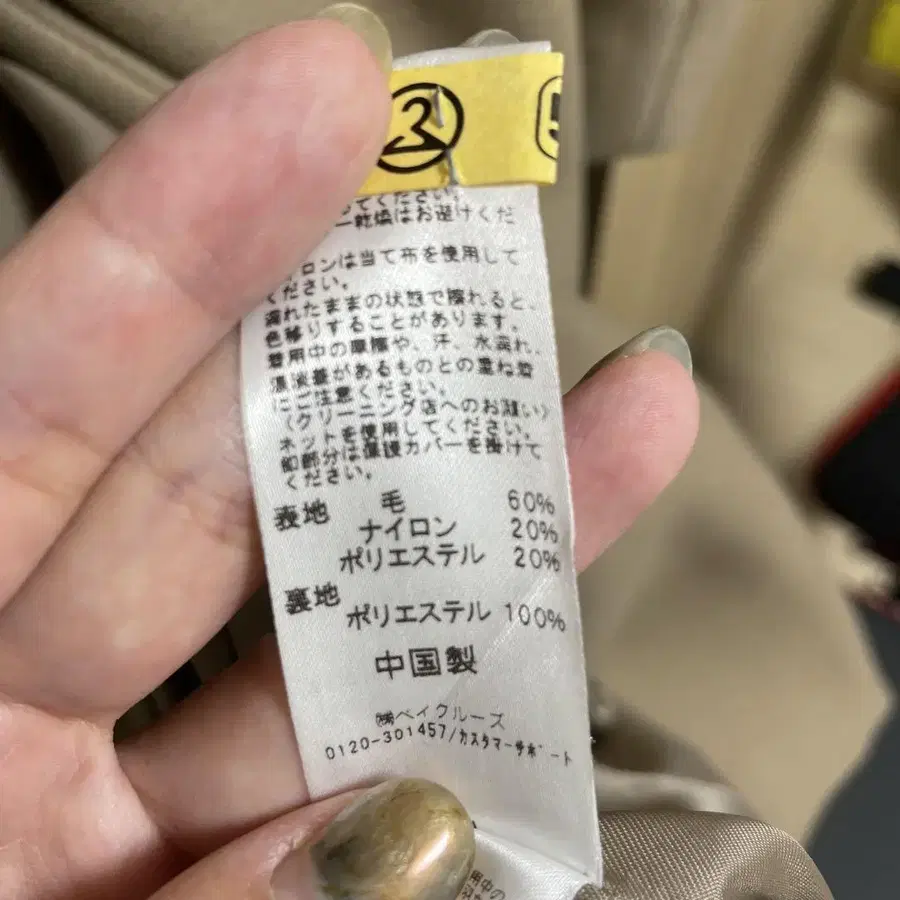 ってください。
ー乾燥はお避けくだ
ロンは当て布を使用して
ください。
濡れたままの状態で擦れると、
色移りすることがあります。
着用中の摩擦や、汗、水濡れ、
濃淡差があるものとの重ね着
にご注意ください。
(クリーニング店へのお願い)
ネットを使用してください。
釦部分は保護カバーを掛けて
ください。
表地 毛 60%
ナイロン 20%
ポリエステル 20%
裏地
ポリエステル 100%
中国製
㈱ベイクルーズ
0120-301457/カスタマーサポート